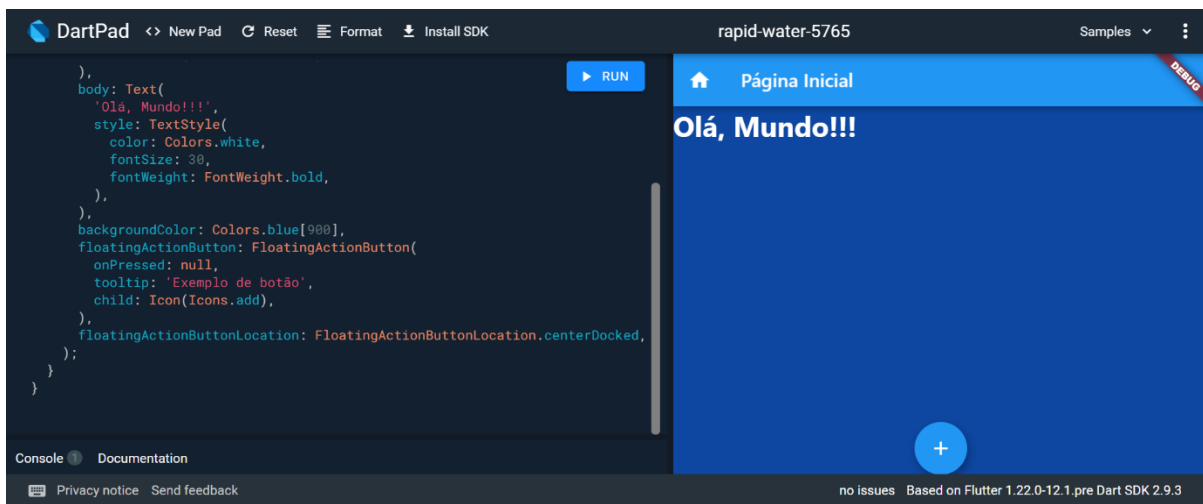 DartPad <> New Pad Reset Format Install SDK rapid-water-5765 Samples
RUN
),
body: Text(
'Olá, Mundo!!!',
style: TextStyle(
color: Colors.white,
fontSize: 30,
fontWeight: FontWeight.bold,
),
),
backgroundColor: Colors.blue[900],
floatingActionButton: FloatingActionButton(
onPressed: null,
tooltip: 'Exemplo de botão',
child: Icon(Icons.add),
),
floatingActionButtonLocation: FloatingActionButtonLocation.centerDocked,
);
}
}
Página Inicial
DEBUG
Olá, Mundo!!!
+
Console 1 Documentation
Privacy notice Send feedback
no issues Based on Flutter 1.22.0-12.1.pre Dart SDK 2.9.3